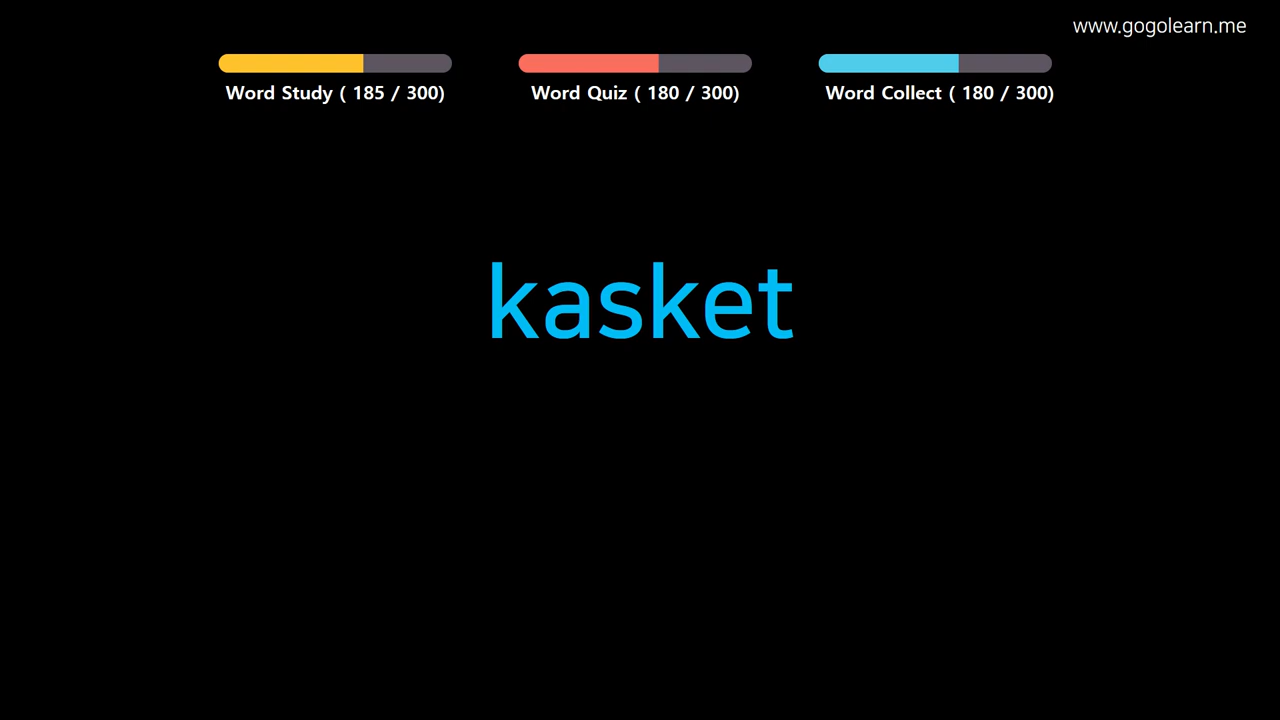 www.gogolearn.me
Word Study ( 185 / 300)
Word Quiz ( 180 / 300)
Word Collect ( 180 / 300)
kasket